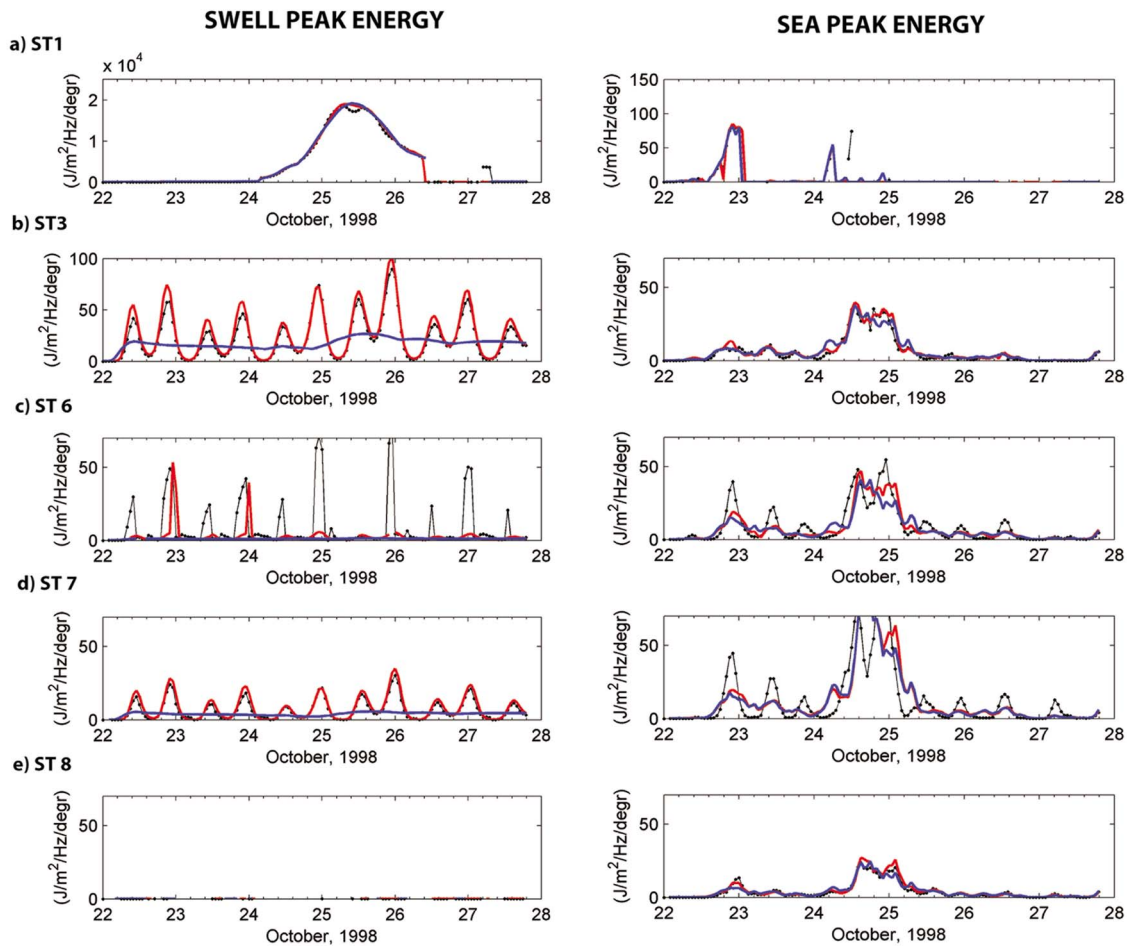 SWELL PEAK ENERGY
SEA PEAK ENERGY
a) ST1
x 10⁴
(J/m²/Hz/degr)
2
1
0
22 23 24 25 26 27 28
October, 1998
(J/m²/Hz/degr)
150
100
50
0
22 23 24 25 26 27 28
October, 1998
b) ST3
(J/m²/Hz/degr)
100
50
0
22 23 24 25 26 27 28
October, 1998
(J/m²/Hz/degr)
50
0
22 23 24 25 26 27 28
October, 1998
c) ST 6
(J/m²/Hz/degr)
50
0
22 23 24 25 26 27 28
October, 1998
(J/m²/Hz/degr)
50
0
22 23 24 25 26 27 28
October, 1998
d) ST 7
(J/m²/Hz/degr)
50
0
22 23 24 25 26 27 28
October, 1998
(J/m²/Hz/degr)
50
0
22 23 24 25 26 27 28
October, 1998
e) ST 8
(J/m²/Hz/degr)
50
0
22 23 24 25 26 27 28
October, 1998
(J/m²/Hz/degr)
50
0
22 23 24 25 26 27 28
October, 1998